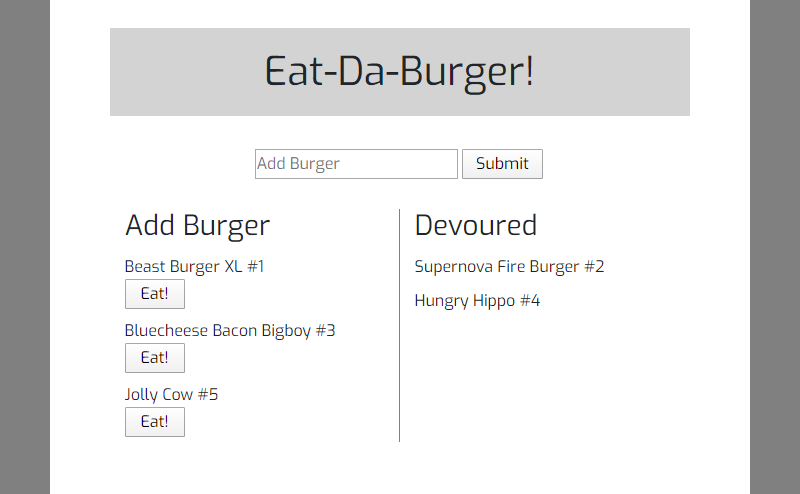 Eat-Da-Burger!
Add Burger
Submit
Add Burger
Beast Burger XL #1
Eat!
Bluecheese Bacon Bigboy #3
Eat!
Jolly Cow #5
Eat!
Devoured
Supernova Fire Burger #2
Hungry Hippo #4